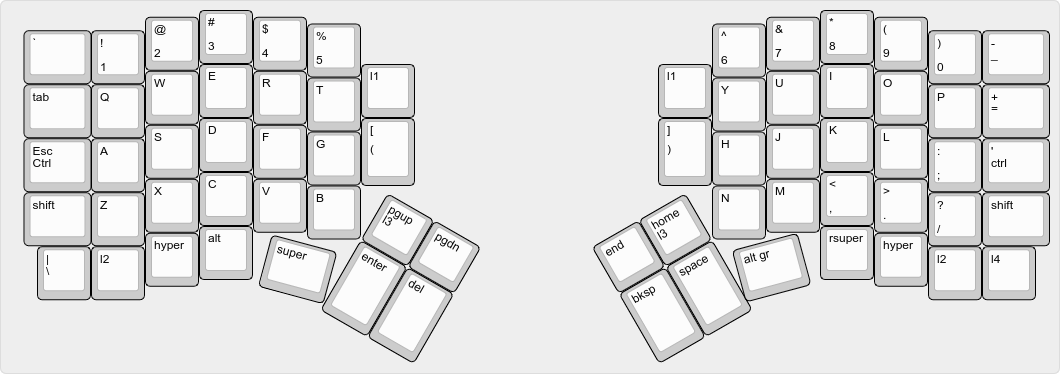 ` ! 1 @ 2 # 3 $ 4 % 5
^ 6 & 7 * 8 ( 9 ) 0 - _
tab Q W E R T l1
l1 Y U I O P + =
Esc Ctrl A S D F G [ (
] ) H J K L : ; ' ctrl
shift Z X C V B
N M < , > . ? / shift
| \ l2 hyper alt super
pgup l3 pgdn
enter del
home l3 end
bksp space
alt gr rsuper hyper l2 l4